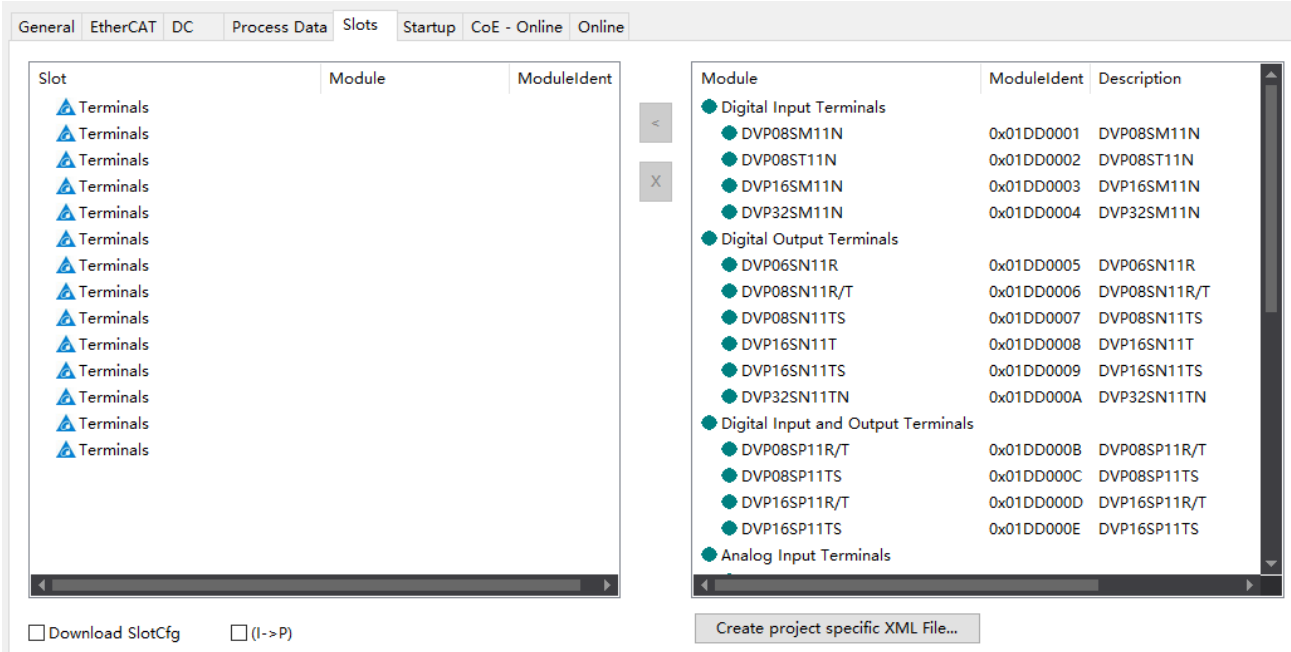 General EtherCAT DC Process Data Slots Startup CoE - Online Online
Slot Module ModuleIdent
Terminals
Terminals
Terminals
Terminals
Terminals
Terminals
Terminals
Terminals
Terminals
Terminals
Terminals
Terminals
Terminals
Terminals
<
X
Module ModuleIdent Description
Digital Input Terminals
DVP08SM11N 0x01DD0001 DVP08SM11N
DVP08ST11N 0x01DD0002 DVP08ST11N
DVP16SM11N 0x01DD0003 DVP16SM11N
DVP32SM11N 0x01DD0004 DVP32SM11N
Digital Output Terminals
DVP06SN11R 0x01DD0005 DVP06SN11R
DVP08SN11R/T 0x01DD0006 DVP08SN11R/T
DVP08SN11TS 0x01DD0007 DVP08SN11TS
DVP16SN11T 0x01DD0008 DVP16SN11T
DVP16SN11TS 0x01DD0009 DVP16SN11TS
DVP32SN11TN 0x01DD000A DVP32SN11TN
Digital Input and Output Terminals
DVP08SP11R/T 0x01DD000B DVP08SP11R/T
DVP08SP11TS 0x01DD000C DVP08SP11TS
DVP16SP11R/T 0x01DD000D DVP16SP11R/T
DVP16SP11TS 0x01DD000E DVP16SP11TS
Analog Input Terminals
Download SlotCfg (I->P)
Create project specific XML File...